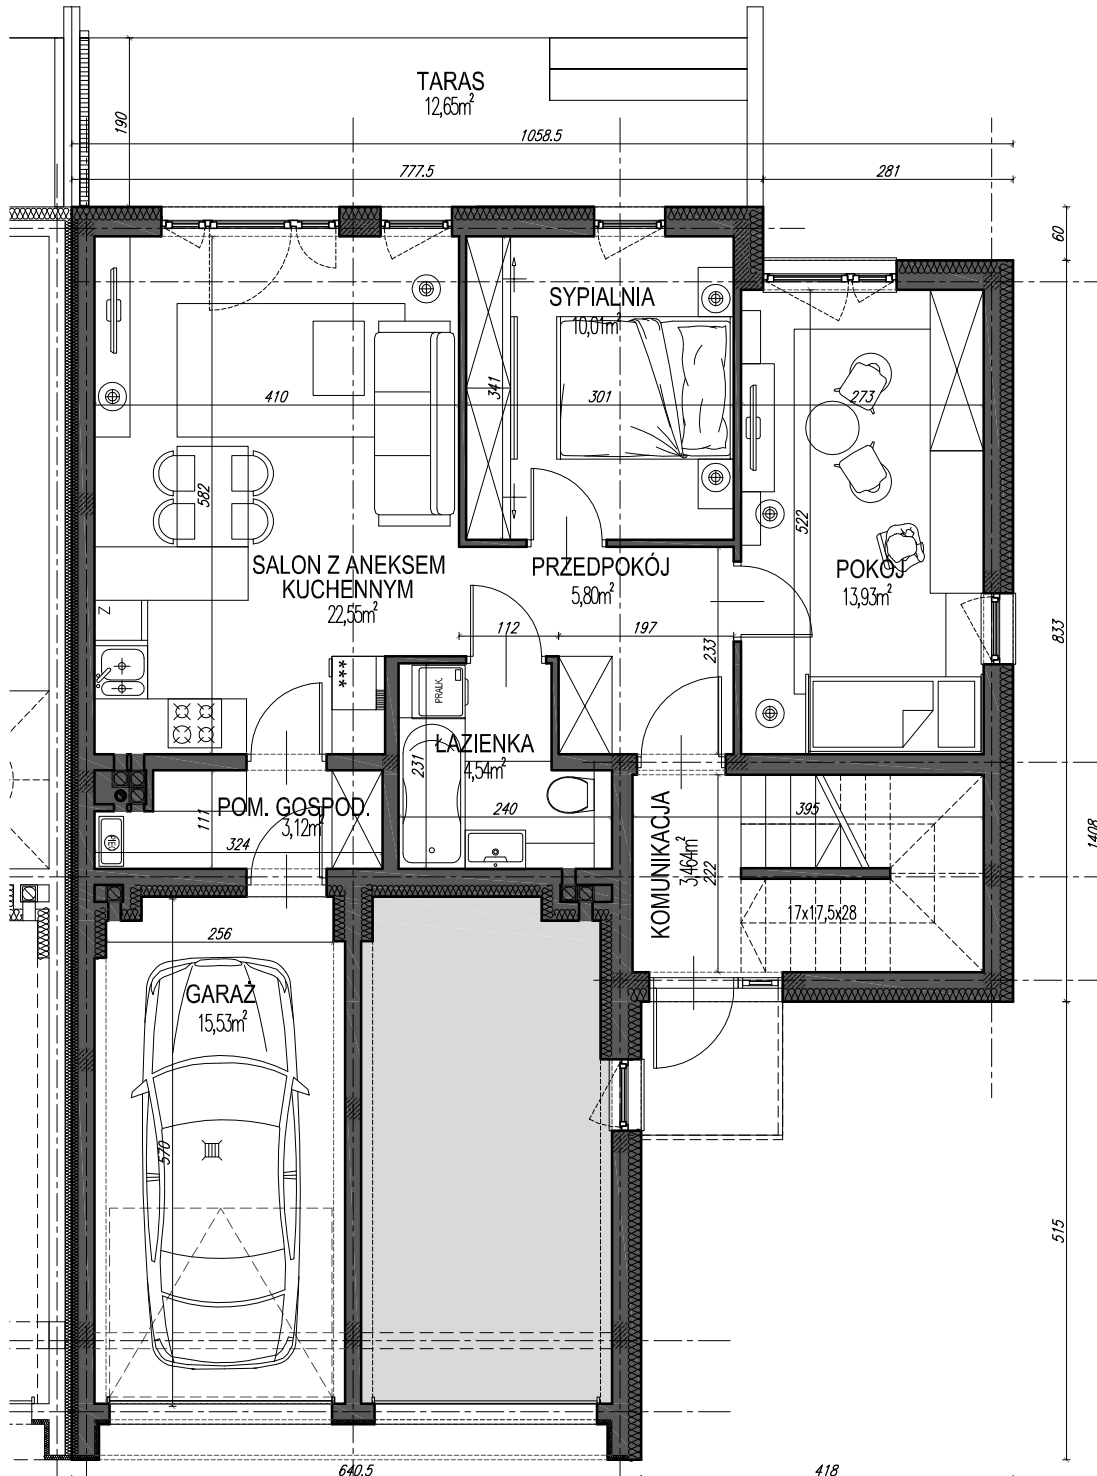 TARAS
12,65m²
190
1058.5
777.5
281
60
SYPIALNIA
10,01m²
410
341
301
273
582
522
SALON Z ANEKSEM
KUCHENNYM
22,55m²
PRZEDPOKÓJ
5,80m²
POKÓJ
13,93m²
Z
112
197
233
833
***
PRALK.
ŁAZIENKA
4,54m²
231
240
POM. GOSPOD.
3,12m²
111
324
PIEC
KOMUNIKACJA
3,464m²
222
395
17x17,5x28
1408
256
GARAŻ
15,53m²
570
515
640.5
418